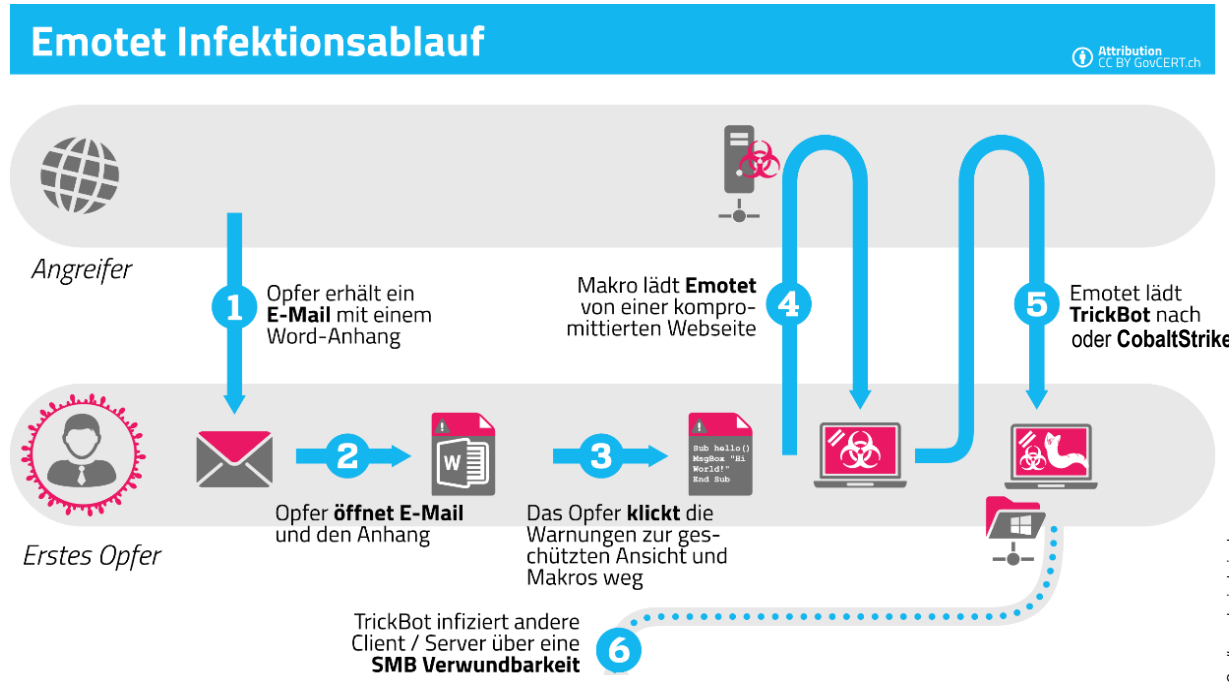 Emotet Infektionsablauf
Attribution
CC BY GovCERT.ch
Angreifer
1
Opfer erhält ein
E-Mail mit einem
Word-Anhang
Makro lädt Emotet
von einer kompro-
mittierten Webseite
4
5
Emotet lädt
TrickBot nach
oder CobaltStrike
2
W
3
Sub hello()
MsgBox "Hi
World!"
End Sub
Opfer öffnet E-Mail
und den Anhang
Das Opfer klickt die
Warnungen zur ges-
chützten Ansicht und
Makros weg
Erstes Opfer
TrickBot infiziert andere
Client / Server über eine
SMB Verwundbarkeit
6